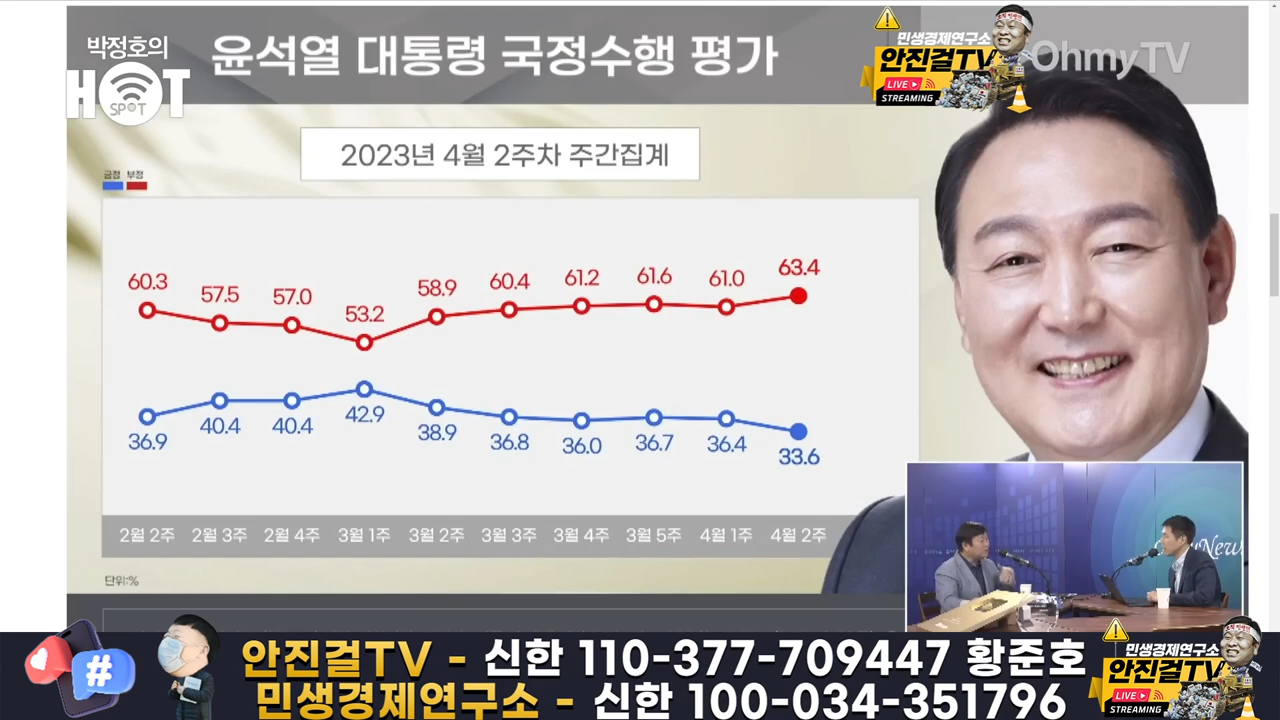 박정호의
HOT
SPOT
윤석열 대통령 국정수행 평가
민생경제연구소
안진걸TV
LIVE
STREAMING
OhmyTV
2023년 4월 2주차 주간집계
긍정 부정
60.3 57.5 57.0 53.2 58.9 60.4 61.2 61.6 61.0 63.4
36.9 40.4 40.4 42.9 38.9 36.8 36.0 36.7 36.4 33.6
2월 2주 2월 3주 2월 4주 3월 1주 3월 2주 3월 3주 3월 4주 3월 5주 4월 1주 4월 2주
단위:%
#
안진걸TV - 신한 110-377-709447 황준호
민생경제연구소 - 신한 100-034-351796
민생경제연구소
안진걸TV
LIVE
STREAMING